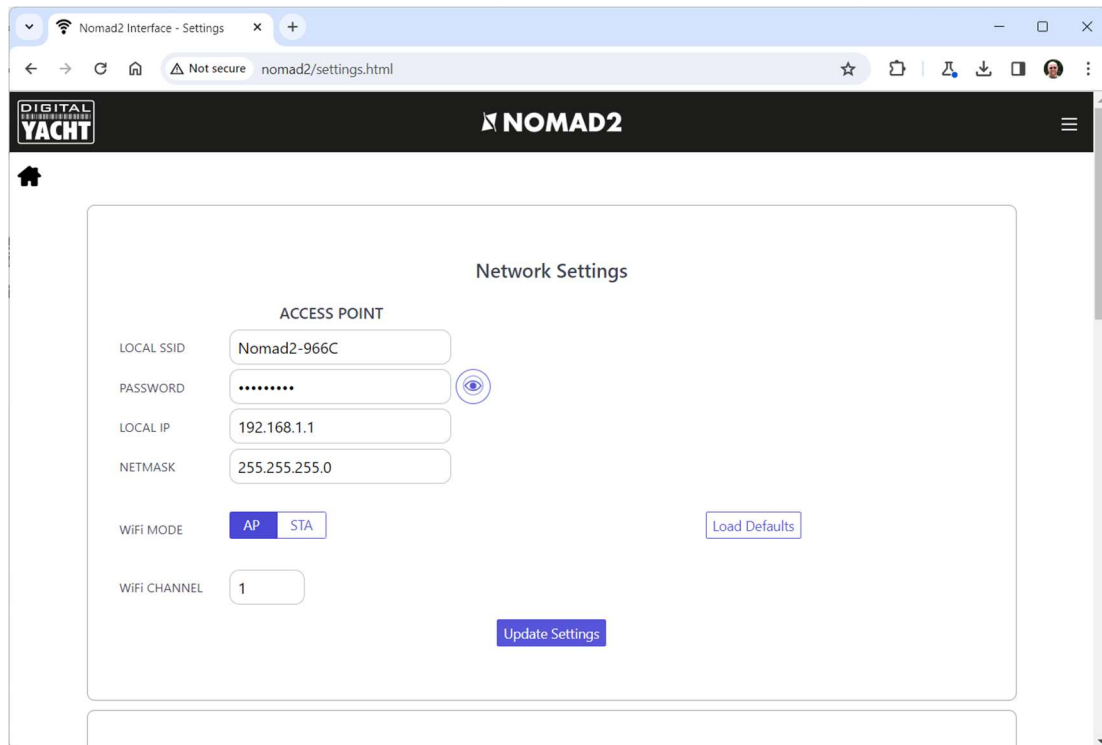 Nomad2 Interface - Settings
Not secure nomad2/settings.html
DIGITAL
YACHT
NOMAD2
Network Settings
ACCESS POINT
LOCAL SSID Nomad2-966C
PASSWORD •••••••••
LOCAL IP 192.168.1.1
NETMASK 255.255.255.0
WiFi MODE AP STA Load Defaults
WiFi CHANNEL 1
Update Settings